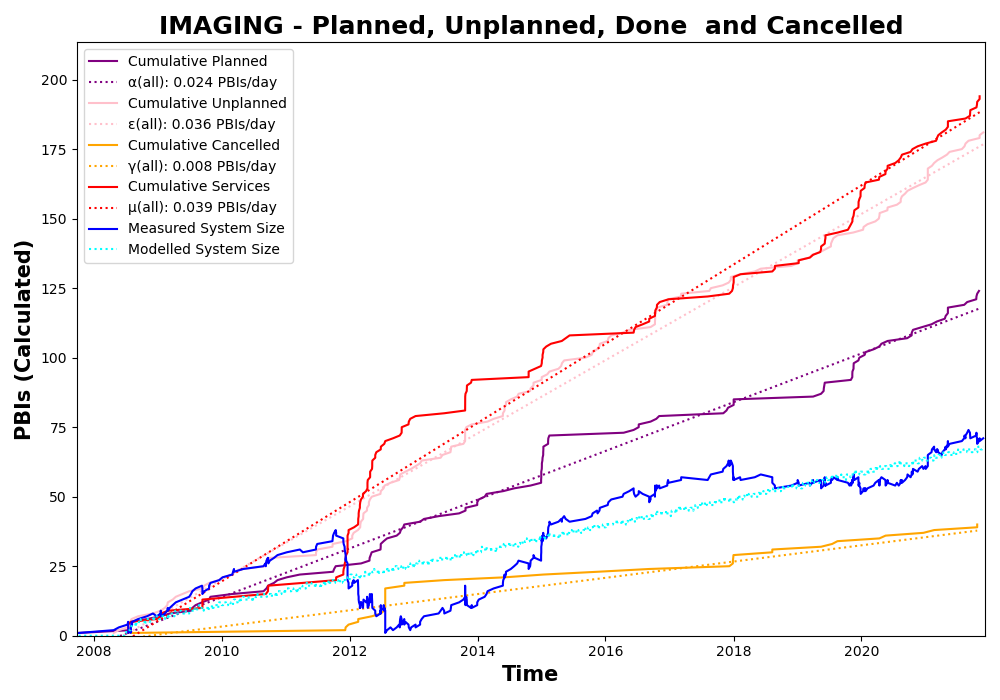 IMAGING - Planned, Unplanned, Done  and Cancelled
Cumulative Planned
α(all): 0.024 PBIs/day
Cumulative Unplanned
ε(all): 0.036 PBIs/day
Cumulative Cancelled
γ(all): 0.008 PBIs/day
Cumulative Services
μ(all): 0.039 PBIs/day
Measured System Size
Modelled System Size
PBIs (Calculated)
200
175
150
125
100
75
50
25
0
2008 2010 2012 2014 2016 2018 2020
Time